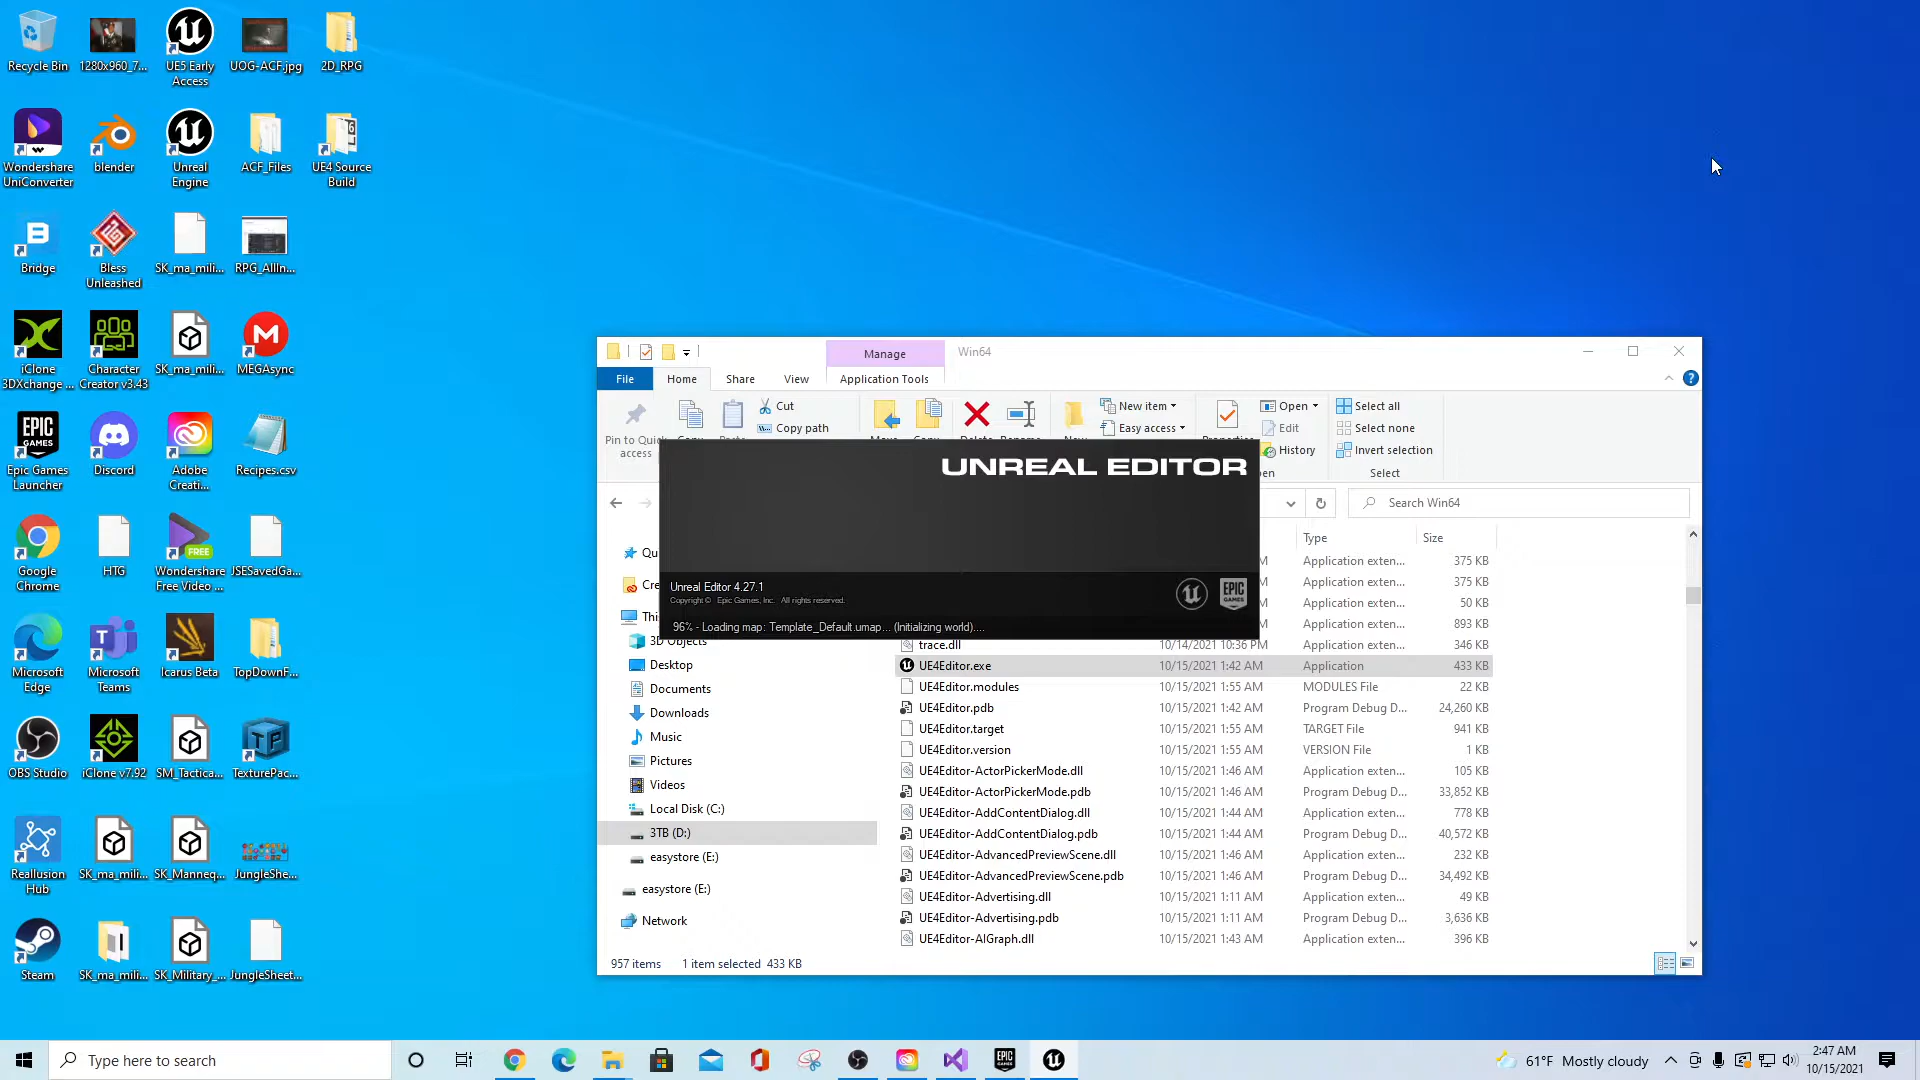 Recycle Bin
1280x960_7...
UE5 Early
Access
UOG-ACF.jpg
2D_RPG
Wondershare
UniConverter
blender
Unreal
Engine
ACF_Files
UE4 Source
Build
Bridge
Bless
Unleashed
SK_ma_mili...
RPG_AllIn...
iClone
3DXchange ...
Character
Creator v3.43
SK_ma_mili...
MEGAsync
Epic Games
Launcher
Discord
Adobe
Creati...
Recipes.csv
Google
Chrome
HTG
FREE
Wondershare
Free Video ...
JSESavedGa...
Microsoft
Edge
Microsoft
Teams
Icarus Beta
TopDownF...
OBS Studio
iClone v7.92
SM_Tactica...
TexturePac...
Reallusion
Hub
SK_ma_mili...
SK_Mannequ...
JungleShe...
Steam
SK_ma_mili...
SK_Military_...
JungleSheet...
Manage
Win64
File
Home
Share
View
Application Tools
Cut
Copy path
New item
Easy access
Open
Edit
History
Select all
Select none
Invert selection
Select
Pin to Quick
access
UNREAL EDITOR
Unreal Editor 4.27.1
Copyright © Epic Games, Inc. All rights reserved.
EPIC
GAMES
96% - Loading map: Template_Default.umap... (Initializing world)....
Search Win64
Type
Size
Application exten... 375 KB
Application exten... 375 KB
Application exten... 50 KB
Application exten... 893 KB
trace.dll 10/14/2021 10:36 PM Application exten... 346 KB
UE4Editor.exe 10/15/2021 1:42 AM Application 433 KB
UE4Editor.modules 10/15/2021 1:55 AM MODULES File 22 KB
UE4Editor.pdb 10/15/2021 1:42 AM Program Debug D... 24,260 KB
UE4Editor.target 10/15/2021 1:55 AM TARGET File 941 KB
UE4Editor.version 10/15/2021 1:55 AM VERSION File 1 KB
UE4Editor-ActorPickerMode.dll 10/15/2021 1:46 AM Application exten... 105 KB
UE4Editor-ActorPickerMode.pdb 10/15/2021 1:46 AM Program Debug D... 33,852 KB
UE4Editor-AddContentDialog.dll 10/15/2021 1:44 AM Application exten... 778 KB
UE4Editor-AddContentDialog.pdb 10/15/2021 1:44 AM Program Debug D... 40,572 KB
UE4Editor-AdvancedPreviewScene.dll 10/15/2021 1:46 AM Application exten... 232 KB
UE4Editor-AdvancedPreviewScene.pdb 10/15/2021 1:46 AM Program Debug D... 34,492 KB
UE4Editor-Advertising.dll 10/15/2021 1:11 AM Application exten... 49 KB
UE4Editor-Advertising.pdb 10/15/2021 1:11 AM Program Debug D... 3,636 KB
UE4Editor-AIGraph.dll 10/15/2021 1:43 AM Application exten... 396 KB
Qu
Cre
Thi
3D Objects
Desktop
Documents
Downloads
Music
Pictures
Videos
Local Disk (C:)
3TB (D:)
easystore (E:)
easystore (E:)
Network
957 items
1 item selected 433 KB
Type here to search
61°F Mostly cloudy
2:47 AM
10/15/2021